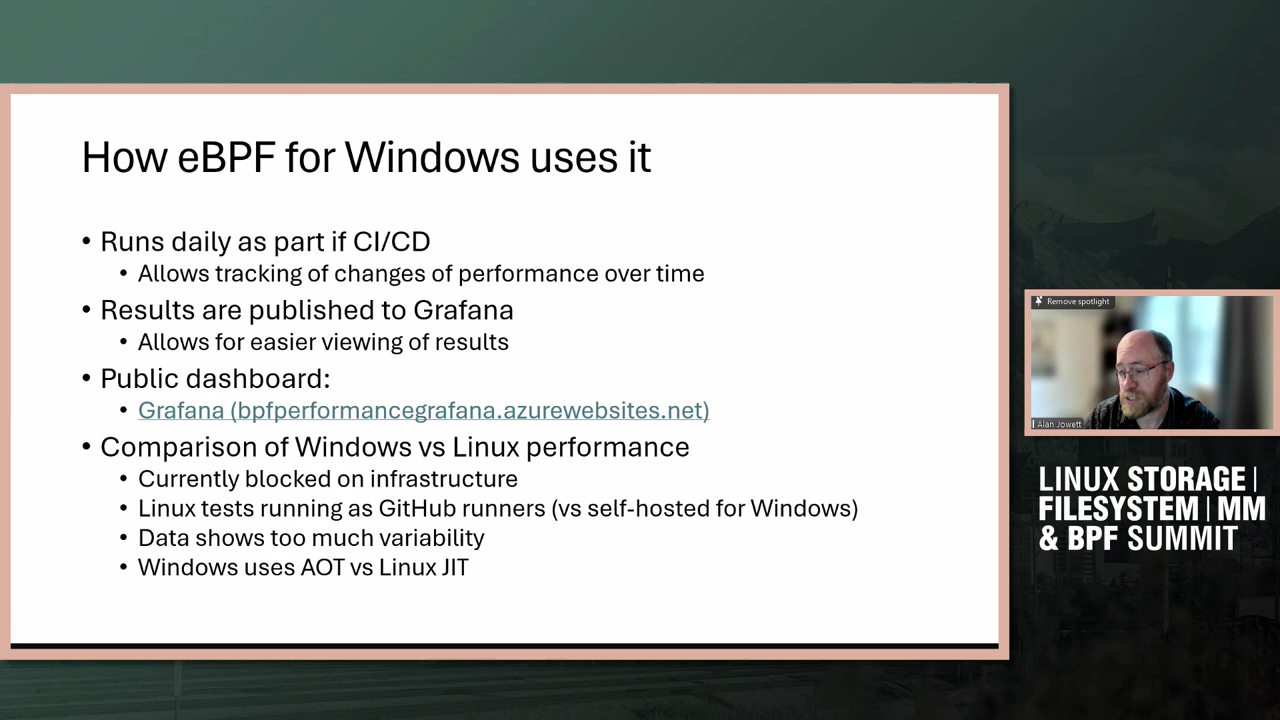 How eBPF for Windows uses it
• Runs daily as part if CI/CD
• Allows tracking of changes of performance over time
• Results are published to Grafana
• Allows for easier viewing of results
• Public dashboard:
• Grafana (bpfperformancegrafana.azurewebsites.net)
• Comparison of Windows vs Linux performance
• Currently blocked on infrastructure
• Linux tests running as GitHub runners (vs self-hosted for Windows)
• Data shows too much variability
• Windows uses AOT vs Linux JIT
Remove spotlight
Alan Jowett
LINUX STORAGE |
FILESYSTEM | MM
& BPF SUMMIT